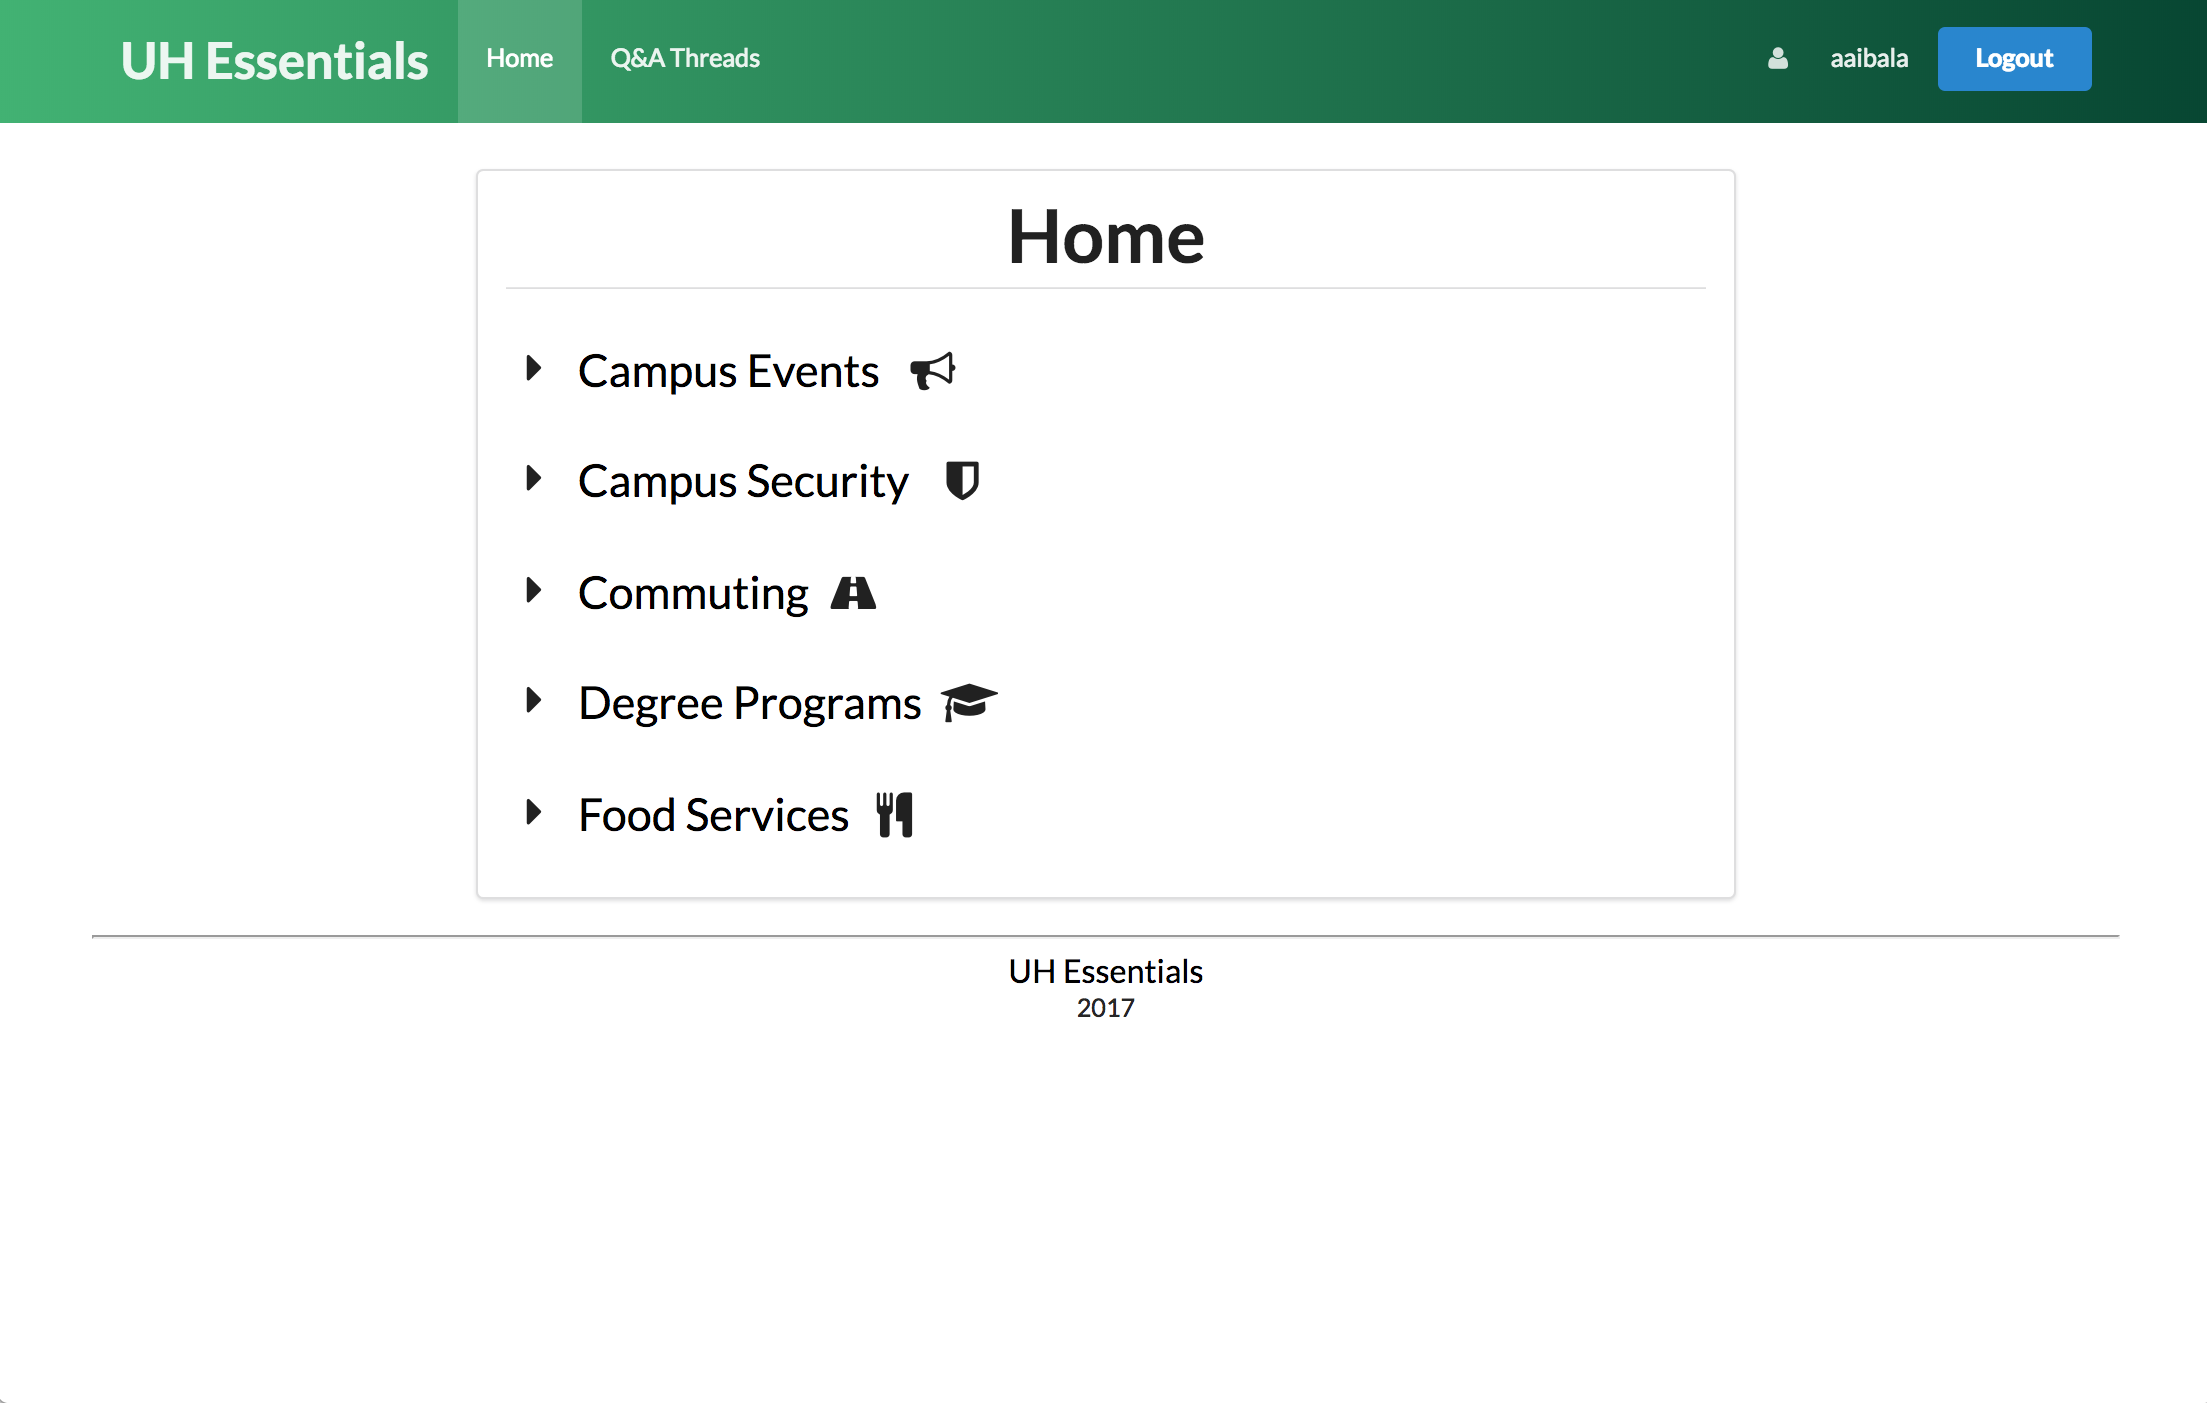 UH Essentials Home Q&A Threads aaibala Logout
Home
Campus Events
Campus Security
Commuting
Degree Programs
Food Services
UH Essentials
2017